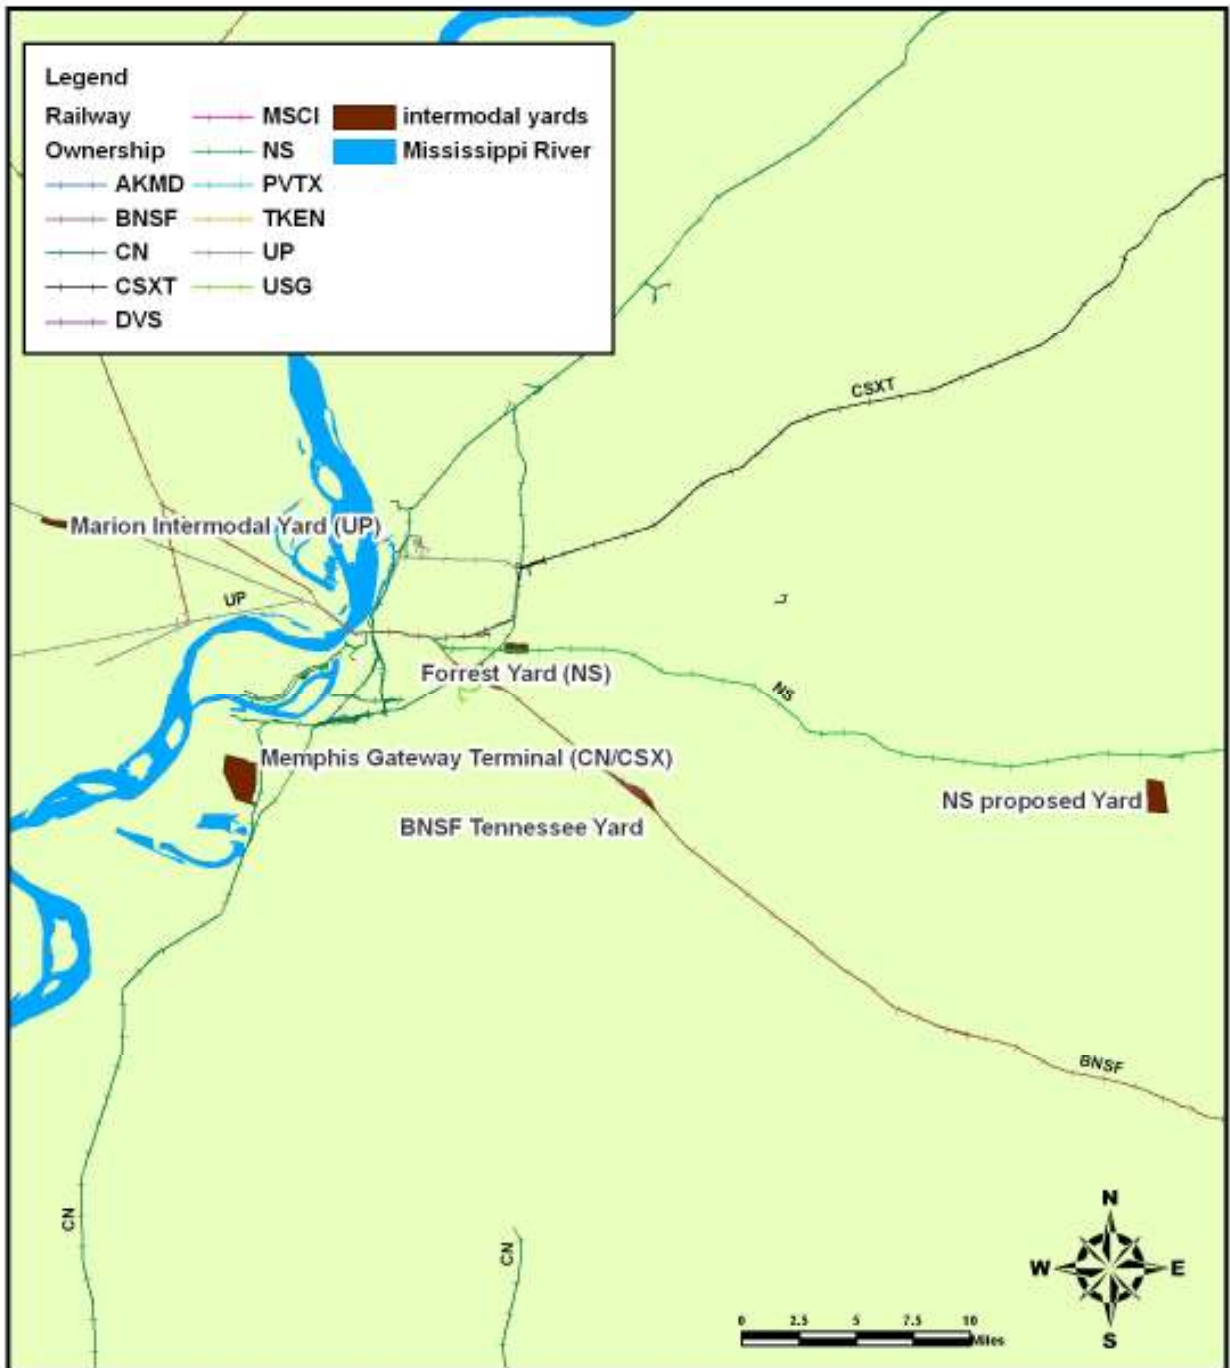 Legend
Railway MSCI intermodal yards
Ownership NS Mississippi River
AKMD PVTX
BNSF TKEN
CN UP
CSXT USG
DVS
CSXT
Marion Intermodal Yard (UP)
UP
Forrest Yard (NS)
NS
Memphis Gateway Terminal (CN/CSX)
NS proposed Yard
BNSF Tennessee Yard
BNSF
CN
CN
N
W E
S
0 2.5 5 7.5 10
Miles